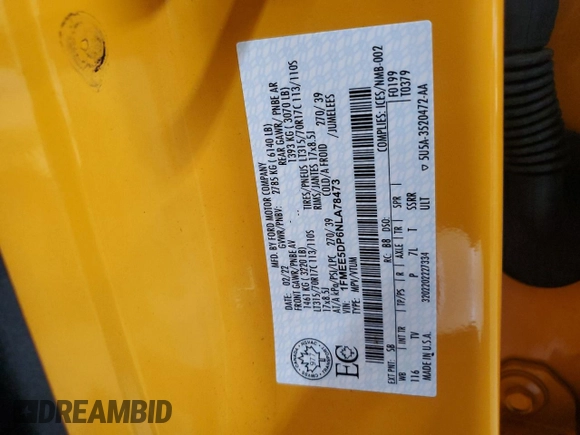 MFD. BY FORD MOTOR COMPANY
DATE: 02/22
GVWR/PNBV:
2785 KG ( 6140 LB)
FRONT GAWR/PNBE AV
REAR GAWR/ PNBE AR
1461 KG ( 3220 LB)
1393 KG ( 3070 LB)
LT315/70R17C 113/110S
TIRES/PNEUS LT315/70R17C 113/110S
17x8.5J
RIMS/JANTES 17x8.5J
AT/A kPa/PSI/LPC 270/ 39
COLD/A FROID 270/ 39
/JUMELEES
VIN: 1FMEE5DP6NLA78473
TYPE: MPV/VTUM
COMPLIES: ICES/NMB-002
F0199
T0379
EXT PNT: SB RC: BB DSO:
WB INT TR TP/PS R AXLE TR SPR
116 TV P 7L T SSRR
ULT
3202202227334
MADE IN U.S.A.
5U5A-3520472-AA
EC
DREAMBID